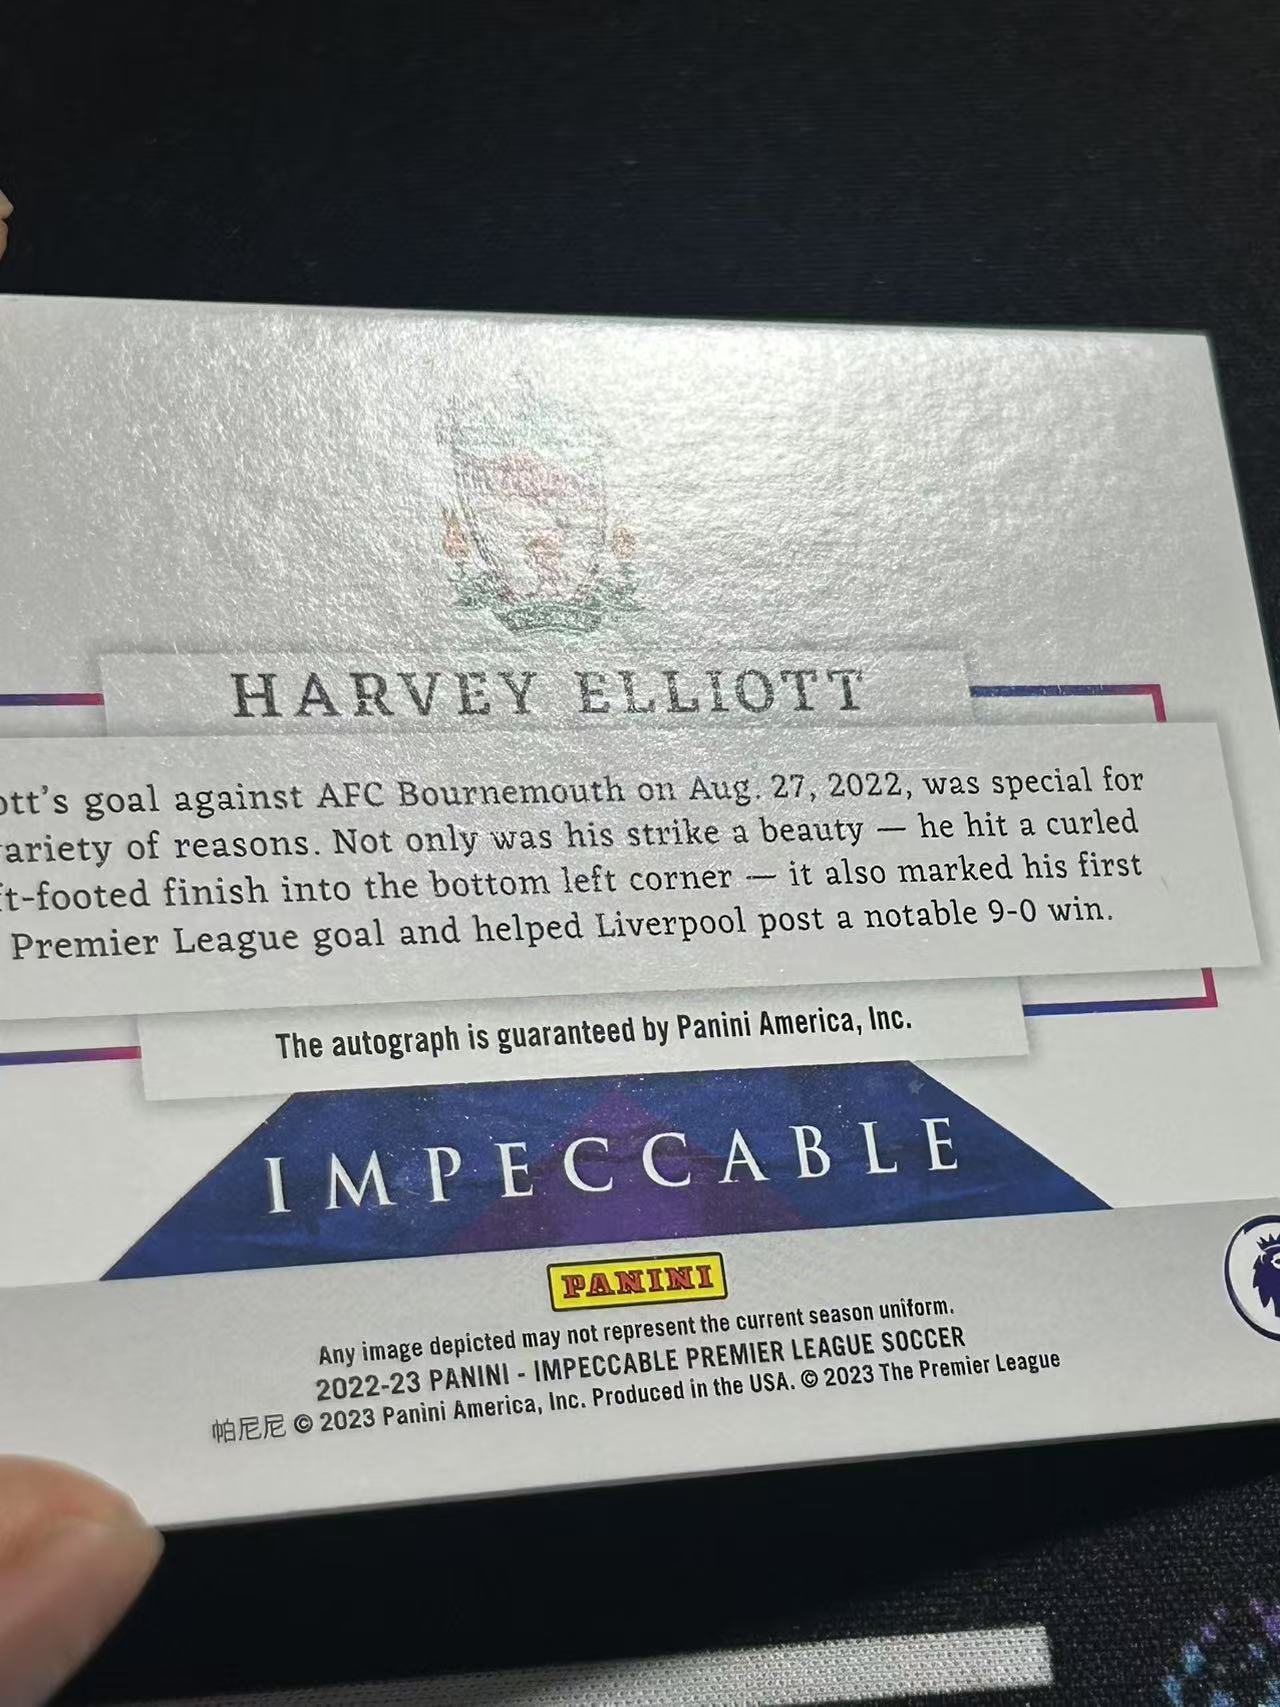 HARVEY ELLIOTT
ott's goal against AFC Bournemouth on Aug. 27, 2022, was special for
ariety of reasons. Not only was his strike a beauty — he hit a curled
ft-footed finish into the bottom left corner — it also marked his first
Premier League goal and helped Liverpool post a notable 9-0 win.
The autograph is guaranteed by Panini America, Inc.
IMPECCABLE
PANINI
Any image depicted may not represent the current season uniform.
2022-23 PANINI - IMPECCABLE PREMIER LEAGUE SOCCER
帕尼尼 © 2023 Panini America, Inc. Produced in the USA. © 2023 The Premier League